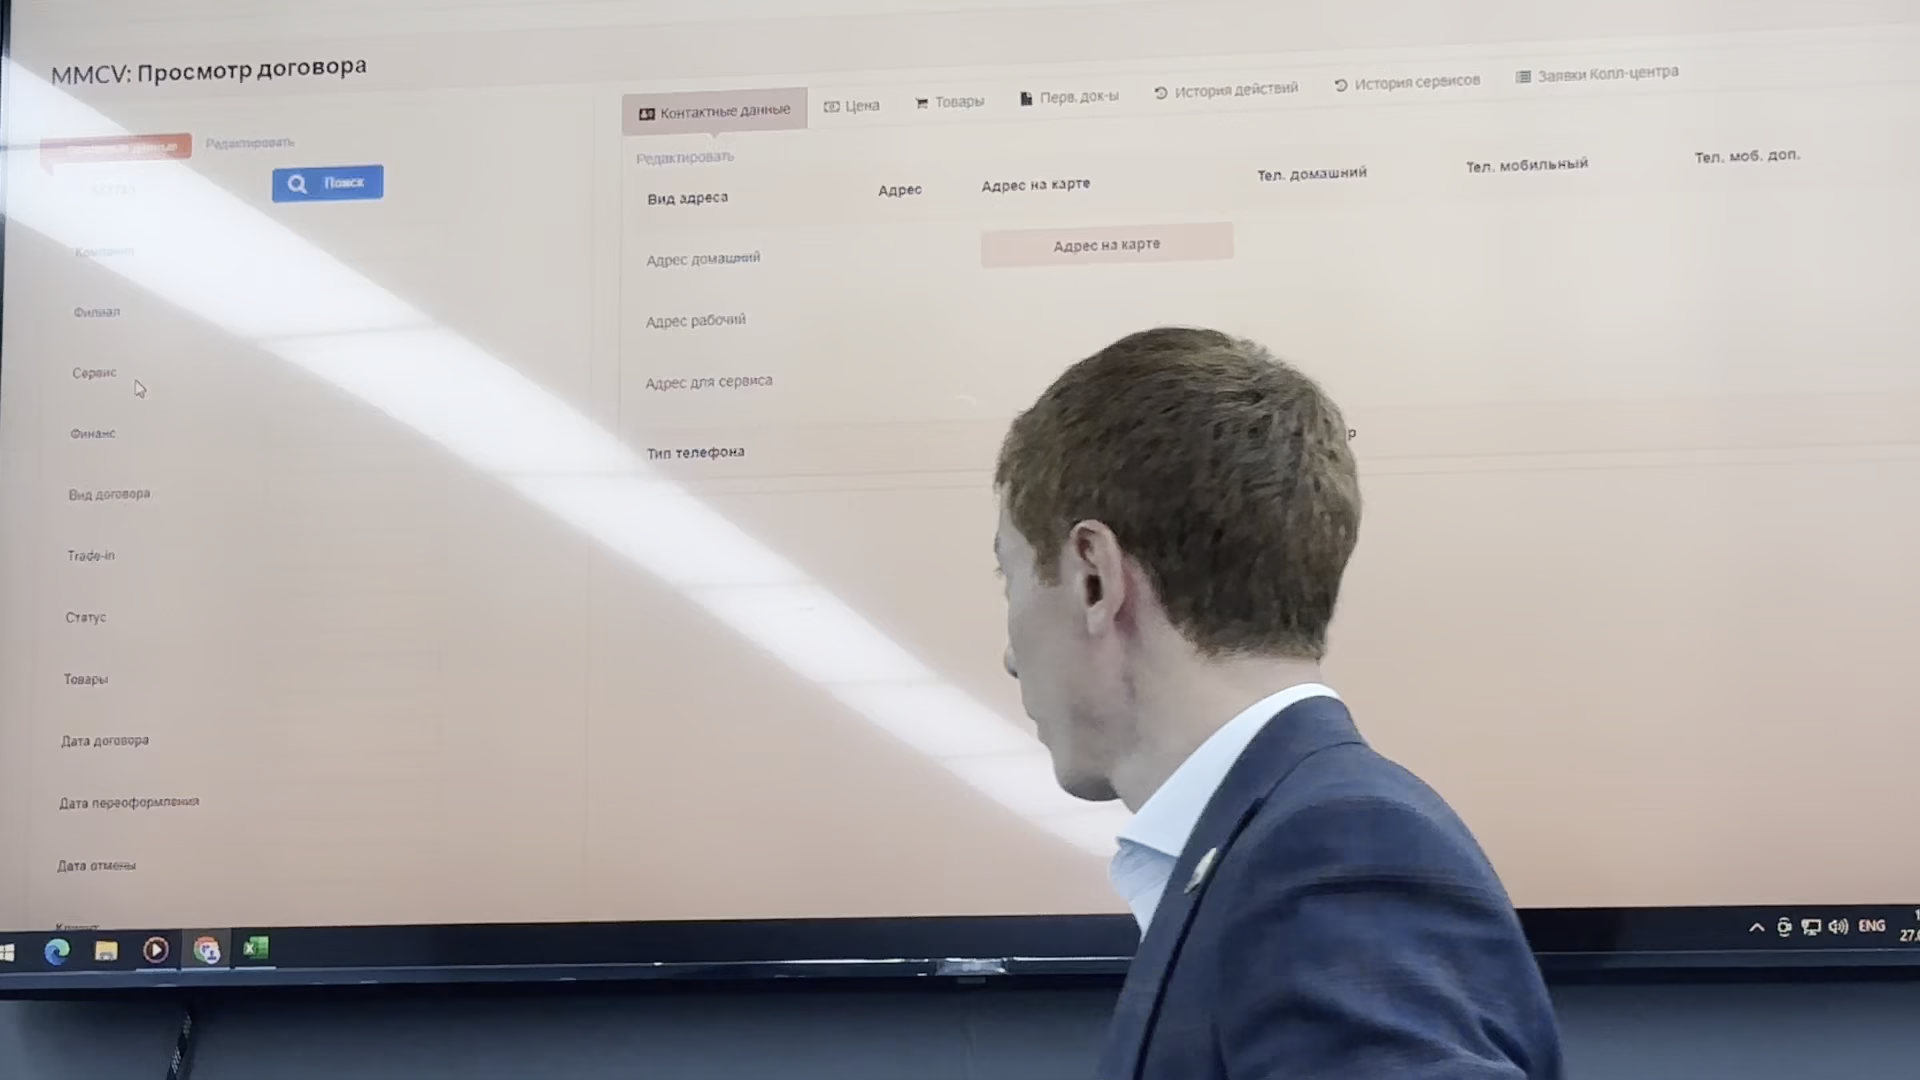 MMCV: Просмотр договора
Контактные данные
Цена
Товары
Перв. док-ы
История действий
История сервисов
Заявки Колл-центра
Редактировать
Поиск
Редактировать
Вид адреса
Адрес
Адрес на карте
Тел. домашний
Тел. мобильный
Тел. моб. доп.
Адрес домашний
Адрес на карте
Адрес рабочий
Адрес для сервиса
Тип телефона
р
Компания
Филиал
Сервис
Финанс
Вид договора
Trade-in
Статус
Товары
Дата договора
Дата переоформления
Дата отмены
ENG